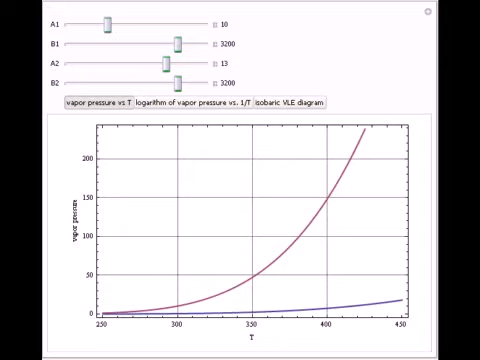 A1 10
B1 3200
A2 13
B2 3200
vapor pressure vs T logarithm of vapor pressure vs. 1/T isobaric VLE diagram
200
150
100
50
0
vapor pressure
250 300 350 400 450
T